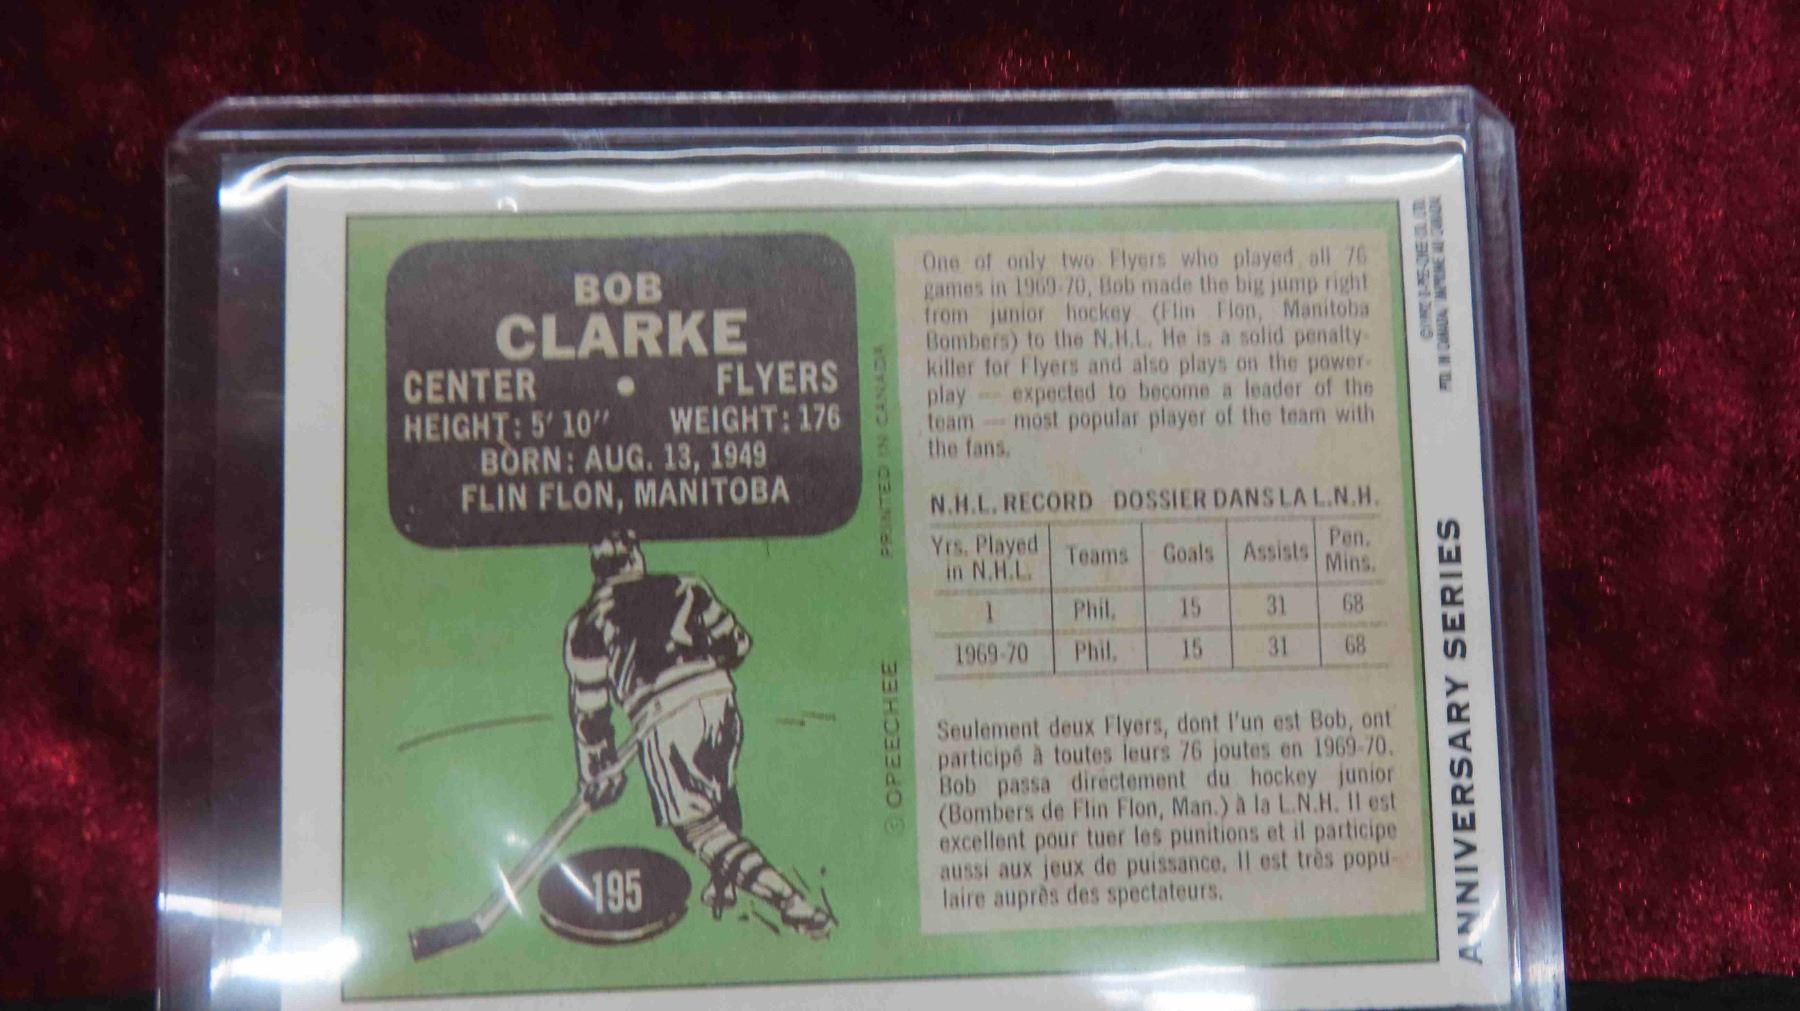 BOB
CLARKE
CENTER • FLYERS
HEIGHT: 5' 10" WEIGHT: 176
BORN: AUG. 13, 1949
FLIN FLON, MANITOBA
195
© OPEECHEE PRINTED IN CANADA
One of only two Flyers who played all 76
games in 1969-70, Bob made the big jump right
from junior hockey (Flin Flon, Manitoba
Bombers) to the N.H.L. He is a solid penalty-
killer for Flyers and also plays on the power-
play — expected to become a leader of the
team — most popular player of the team with
the fans.
N.H.L. RECORD DOSSIER DANS LA L.N.H.
Yrs. Played in N.H.L. Teams Goals Assists Pen. Mins.
1 Phil. 15 31 68
1969-70 Phil. 15 31 68
Seulement deux Flyers, dont l'un est Bob, ont
participé à toutes leurs 76 joutes en 1969-70.
Bob passa directement du hockey junior
(Bombers de Flin Flon, Man.) à la L.N.H. Il est
excellent pour tuer les punitions et il participe
aussi aux jeux de puissance. Il est très popu-
laire auprès des spectateurs.
ANNIVERSARY SERIES